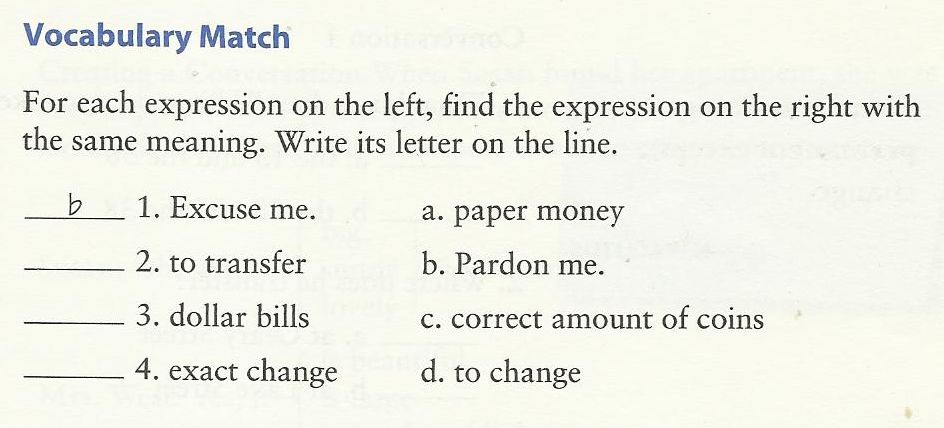 Vocabulary Match
For each expression on the left, find the expression on the right with
the same meaning. Write its letter on the line.
b 1. Excuse me. a. paper money
2. to transfer b. Pardon me.
3. dollar bills c. correct amount of coins
4. exact change d. to change